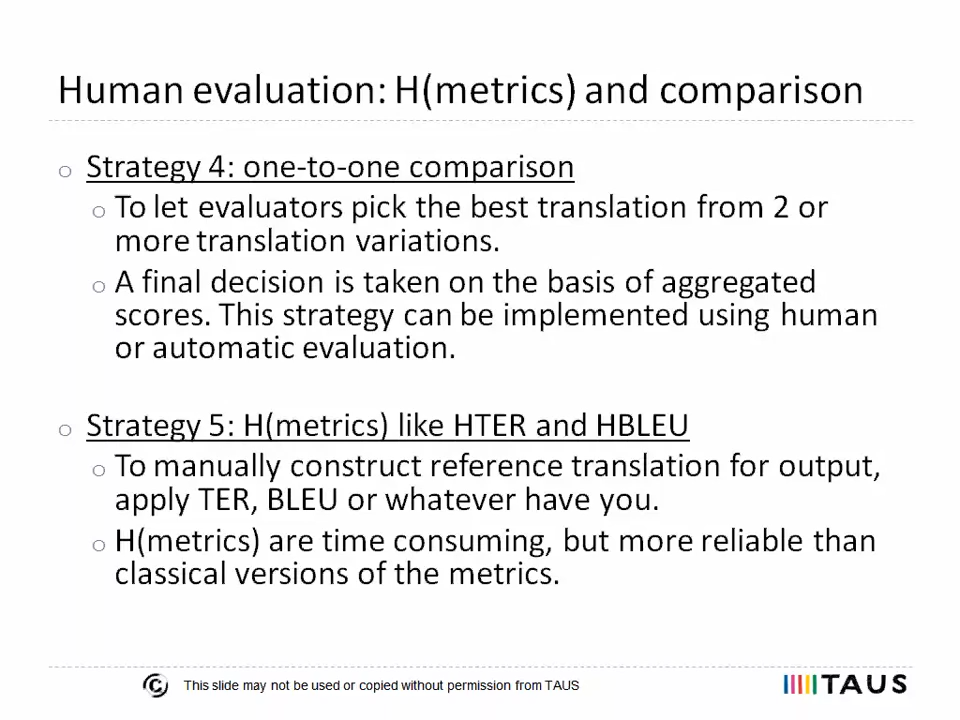 Human evaluation: H(metrics) and comparison
Strategy 4: one-to-one comparison
To let evaluators pick the best translation from 2 or
more translation variations.
A final decision is taken on the basis of aggregated
scores. This strategy can be implemented using human
or automatic evaluation.
Strategy 5: H(metrics) like HTER and HBLEU
To manually construct reference translation for output,
apply TER, BLEU or whatever have you.
H(metrics) are time consuming, but more reliable than
classical versions of the metrics.
This slide may not be used or copied without permission from TAUS
TAUS